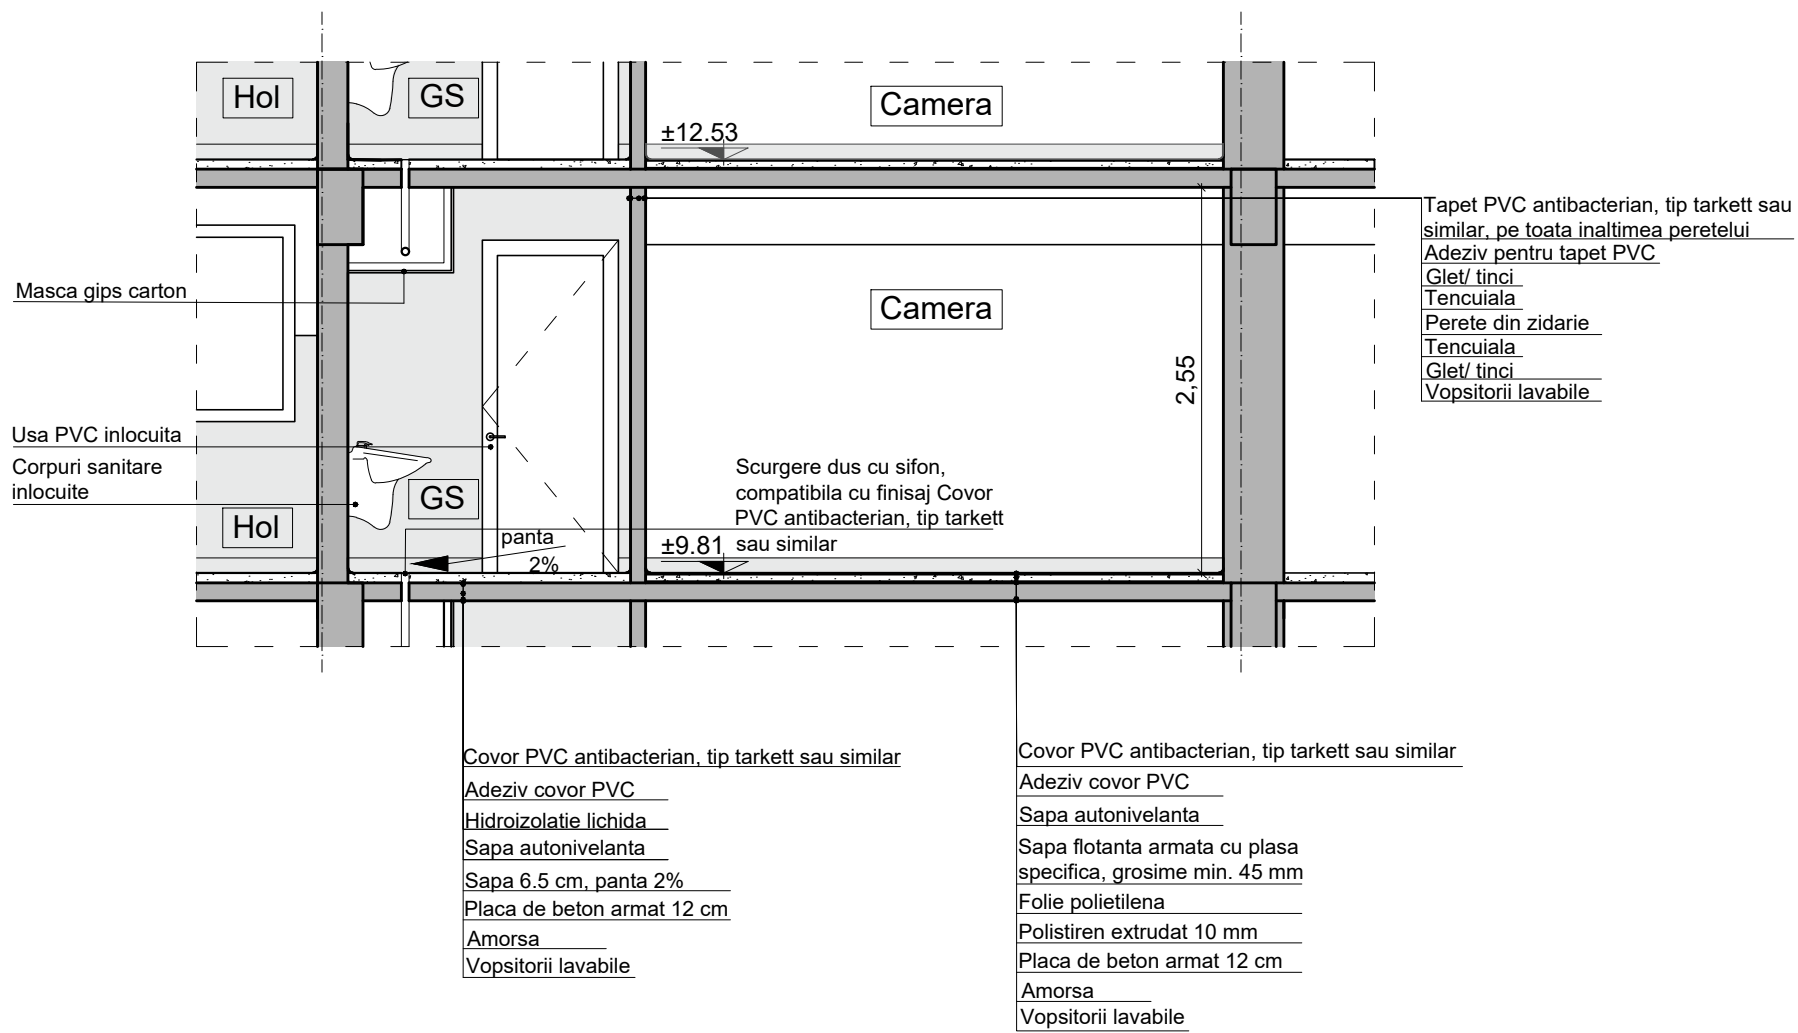 Hol
GS
Camera
±12.53
Tapet PVC antibacterian, tip tarkett sau
similar, pe toata inaltimea peretelui
Adeziv pentru tapet PVC
Glet/ tinci
Tencuiala
Perete din zidarie
Tencuiala
Glet/ tinci
Vopsitorii lavabile
Masca gips carton
Camera
2,55
Usa PVC inlocuita
Corpuri sanitare
inlocuite
Hol
GS
panta
2%
Scurgere dus cu sifon,
compatibila cu finisaj Covor
PVC antibacterian, tip tarkett
sau similar
±9.81
Covor PVC antibacterian, tip tarkett sau similar
Adeziv covor PVC
Hidroizolatie lichida
Sapa autonivelanta
Sapa 6.5 cm, panta 2%
Placa de beton armat 12 cm
Amorsa
Vopsitorii lavabile
Covor PVC antibacterian, tip tarkett sau similar
Adeziv covor PVC
Sapa autonivelanta
Sapa flotanta armata cu plasa
specifica, grosime min. 45 mm
Folie polietilena
Polistiren extrudat 10 mm
Placa de beton armat 12 cm
Amorsa
Vopsitorii lavabile